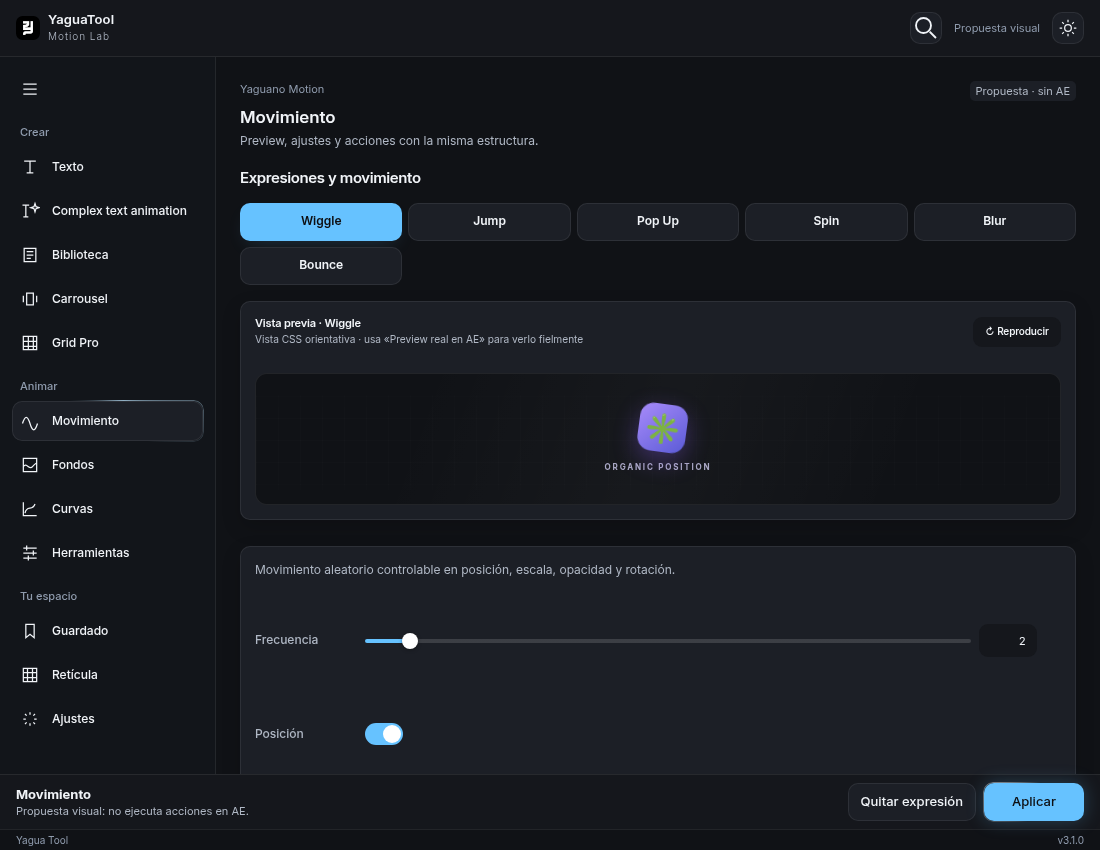 YaguaTool
Motion Lab
Propuesta visual
Crear
Texto
Complex text animation
Biblioteca
Carrousel
Grid Pro
Animar
Movimiento
Fondos
Curvas
Herramientas
Tu espacio
Guardado
Retícula
Ajustes
Yaguano Motion
Propuesta · sin AE
Movimiento
Preview, ajustes y acciones con la misma estructura.
Expresiones y movimiento
Wiggle
Jump
Pop Up
Spin
Blur
Bounce
Vista previa · Wiggle
Vista CSS orientativa · usa «Preview real en AE» para verlo fielmente
↻ Reproducir
ORGANIC POSITION
Movimiento aleatorio controlable en posición, escala, opacidad y rotación.
Frecuencia
2
Posición
Movimiento
Propuesta visual: no ejecuta acciones en AE.
Quitar expresión
Aplicar
Yagua Tool
v3.1.0